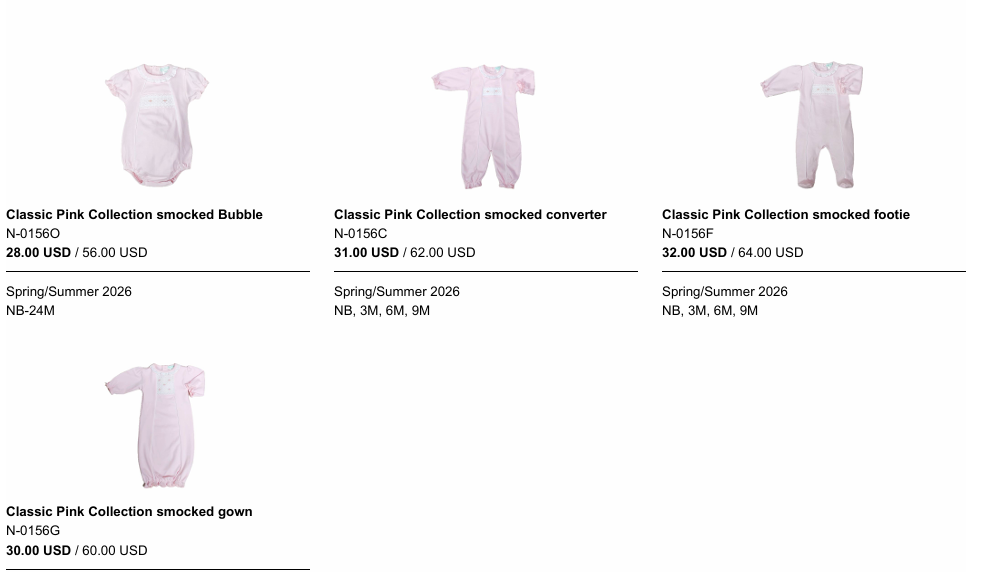 Classic Pink Collection smocked Bubble
N-0156O
28.00 USD / 56.00 USD
Spring/Summer 2026
NB-24M
Classic Pink Collection smocked converter
N-0156C
31.00 USD / 62.00 USD
Spring/Summer 2026
NB, 3M, 6M, 9M
Classic Pink Collection smocked footie
N-0156F
32.00 USD / 64.00 USD
Spring/Summer 2026
NB, 3M, 6M, 9M
Classic Pink Collection smocked gown
N-0156G
30.00 USD / 60.00 USD